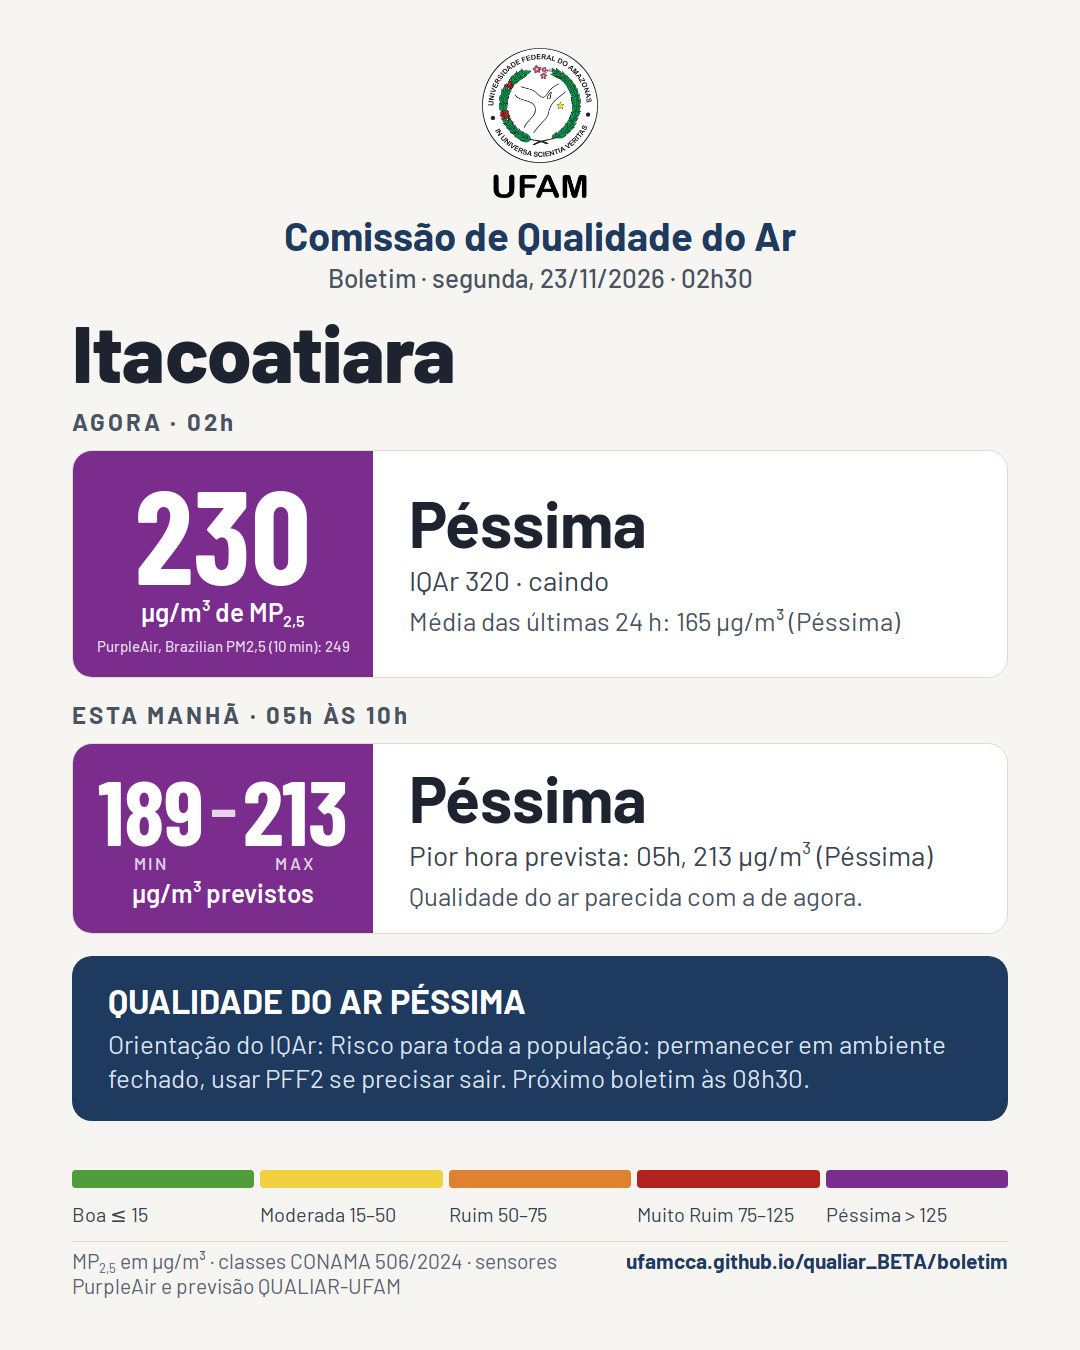 UNIVERSIDADE FEDERAL DO AMAZONAS
IN UNIVERSA SCIENTIA VERITAS
UFAM
Comissão de Qualidade do Ar
Boletim · segunda, 23/11/2026 · 02h30
Itacoatiara
AGORA · 02h
230
µg/m³ de MP2,5
PurpleAir, Brazilian PM2,5 (10 min): 249
Péssima
IQAr 320 · caindo
Média das últimas 24 h: 165 µg/m³ (Péssima)
ESTA MANHÃ · 05h ÀS 10h
189 – 213
MIN MAX
µg/m³ previstos
Péssima
Pior hora prevista: 05h, 213 µg/m³ (Péssima)
Qualidade do ar parecida com a de agora.
QUALIDADE DO AR PÉSSIMA
Orientação do IQAr: Risco para toda a população: permanecer em ambiente
fechado, usar PFF2 se precisar sair. Próximo boletim às 08h30.
Boa ≤ 15 Moderada 15–50 Ruim 50–75 Muito Ruim 75–125 Péssima > 125
MP2,5 em µg/m³ · classes CONAMA 506/2024 · sensores
PurpleAir e previsão QUALIAR-UFAM
ufamcca.github.io/qualiar_BETA/boletim